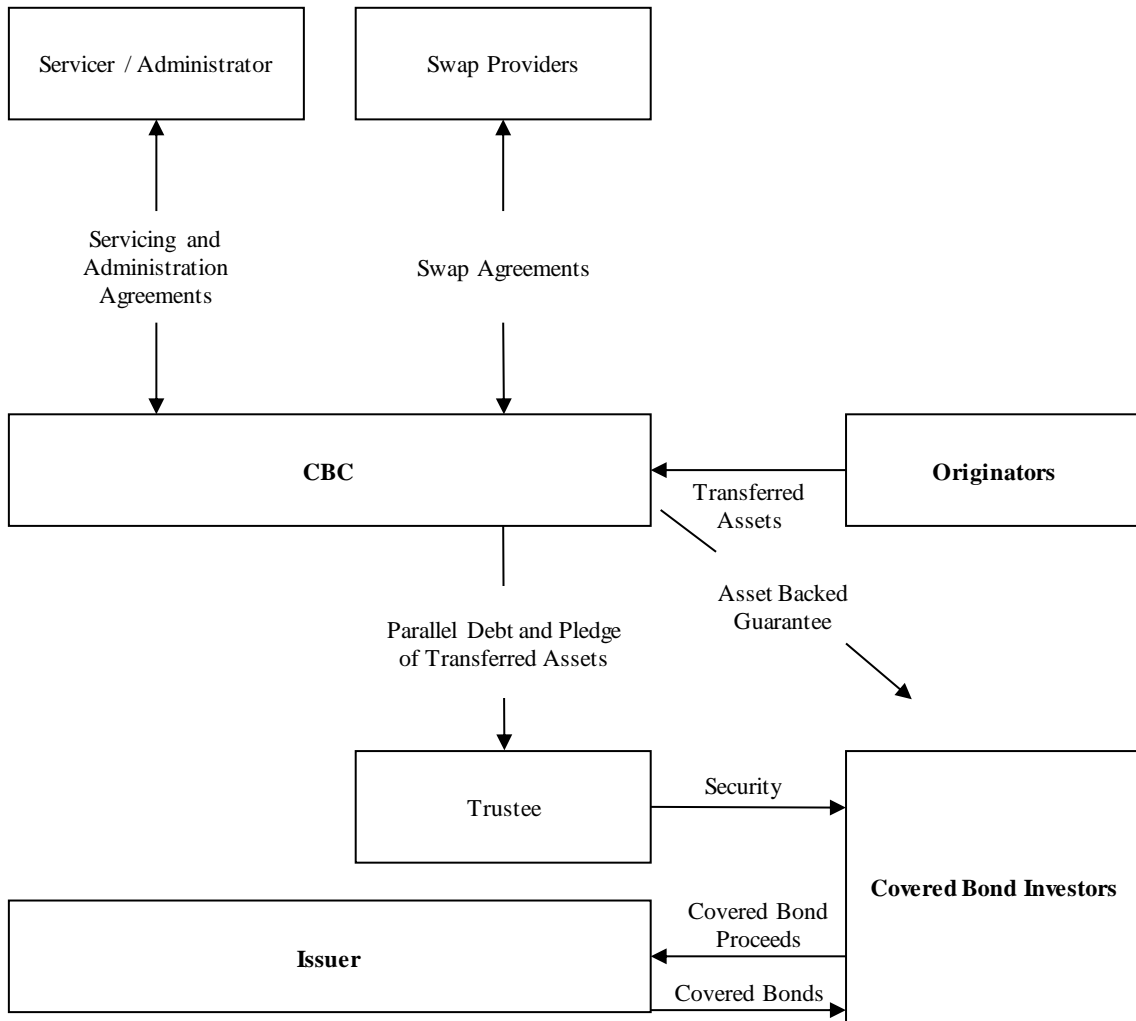 Servicer / Administrator
Swap Providers
Servicing and
Administration
Agreements
Swap Agreements
CBC
Originators
Transferred
Assets
Asset Backed
Guarantee
Parallel Debt and Pledge
of Transferred Assets
Trustee
Security
Covered Bond Investors
Covered Bond
Proceeds
Issuer
Covered Bonds